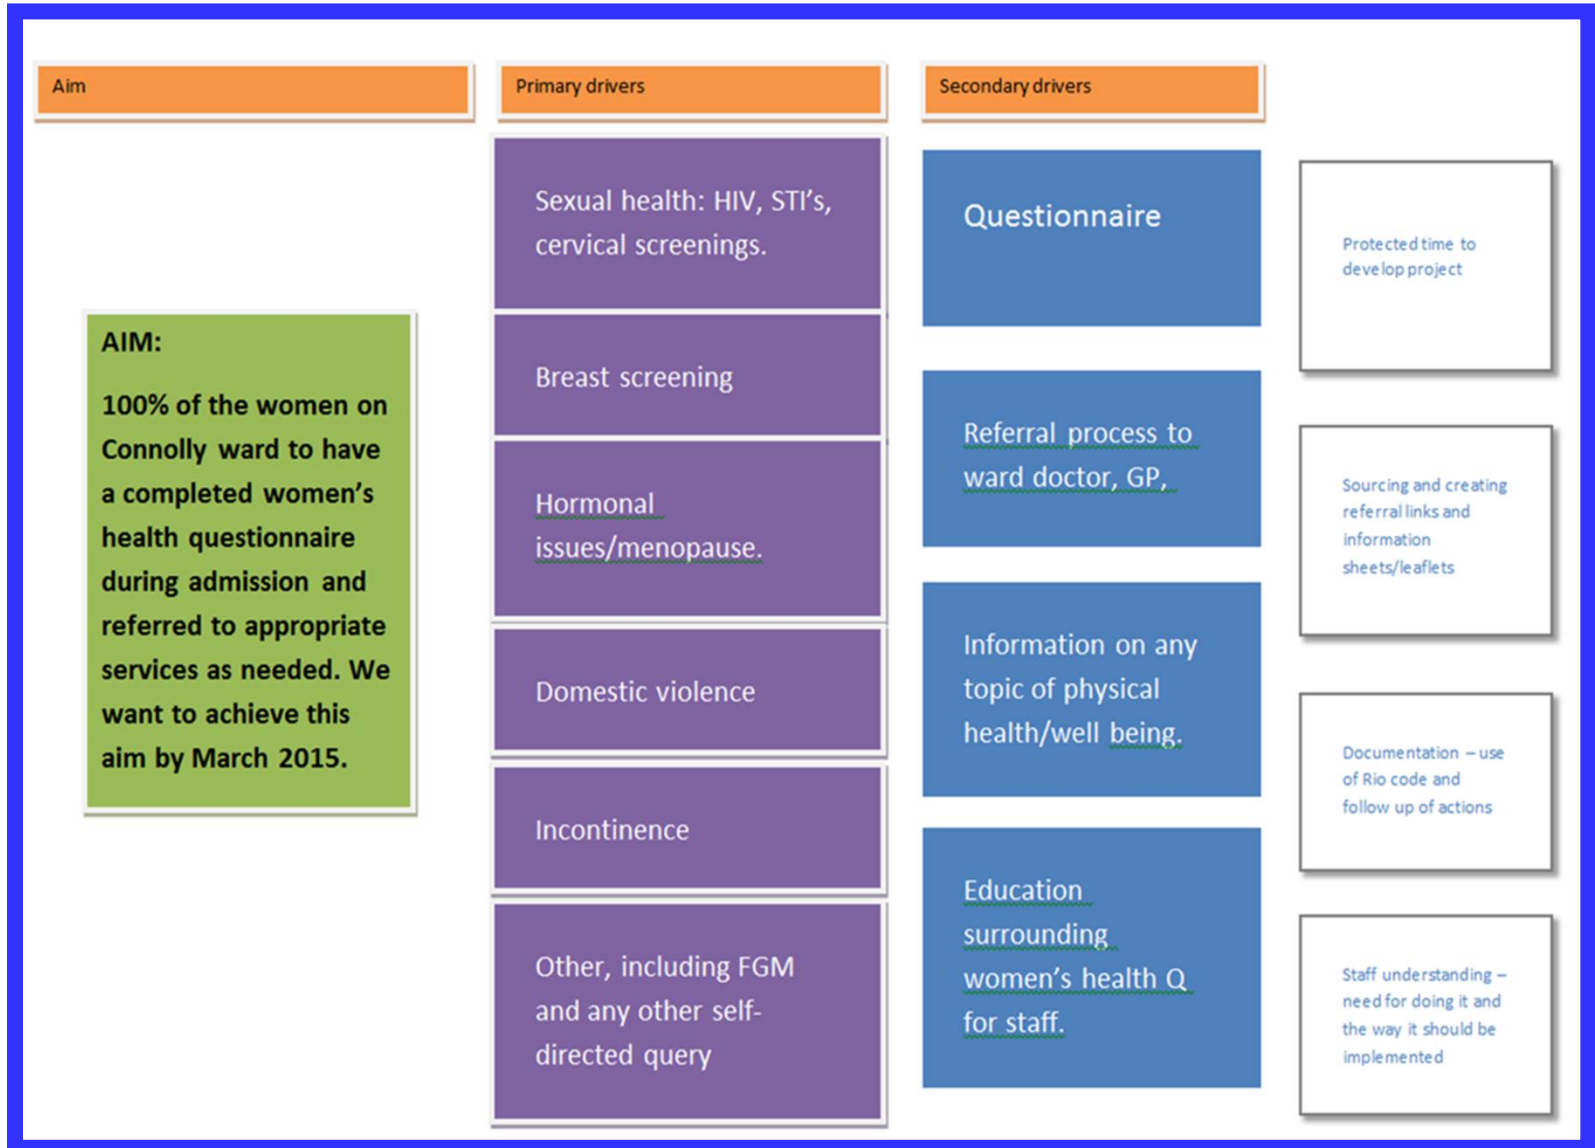 Aim
Primary drivers
Secondary drivers
AIM:
100% of the women on
Connolly ward to have
a completed women's
health questionnaire
during admission and
referred to appropriate
services as needed. We
want to achieve this
aim by March 2015.
Sexual health: HIV, STI's,
cervical screenings.
Breast screening
Hormonal
issues/menopause.
Domestic violence
Incontinence
Other, including FGM
and any other self-
directed query
Questionnaire
Referral process to
ward doctor, GP,
Information on any
topic of physical
health/well being.
Education
surrounding
women's health Q
for staff.
Protected time to
develop project
Sourcing and creating
referral links and
information
sheets/leaflets
Documentation – use
of Rio code and
follow up of actions
Staff understanding –
need for doing it and
the way it should be
implemented